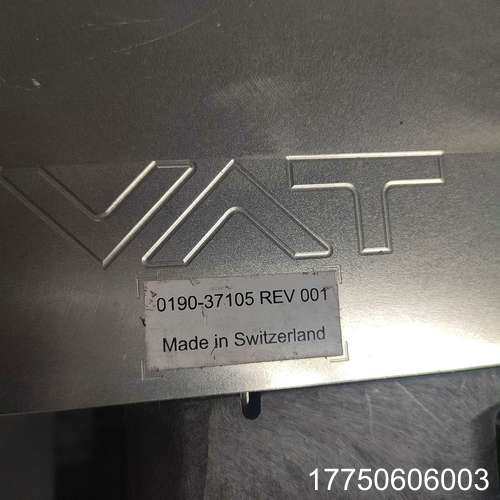 VAT
0190-37105 REV 001
Made in Switzerland
17750606003